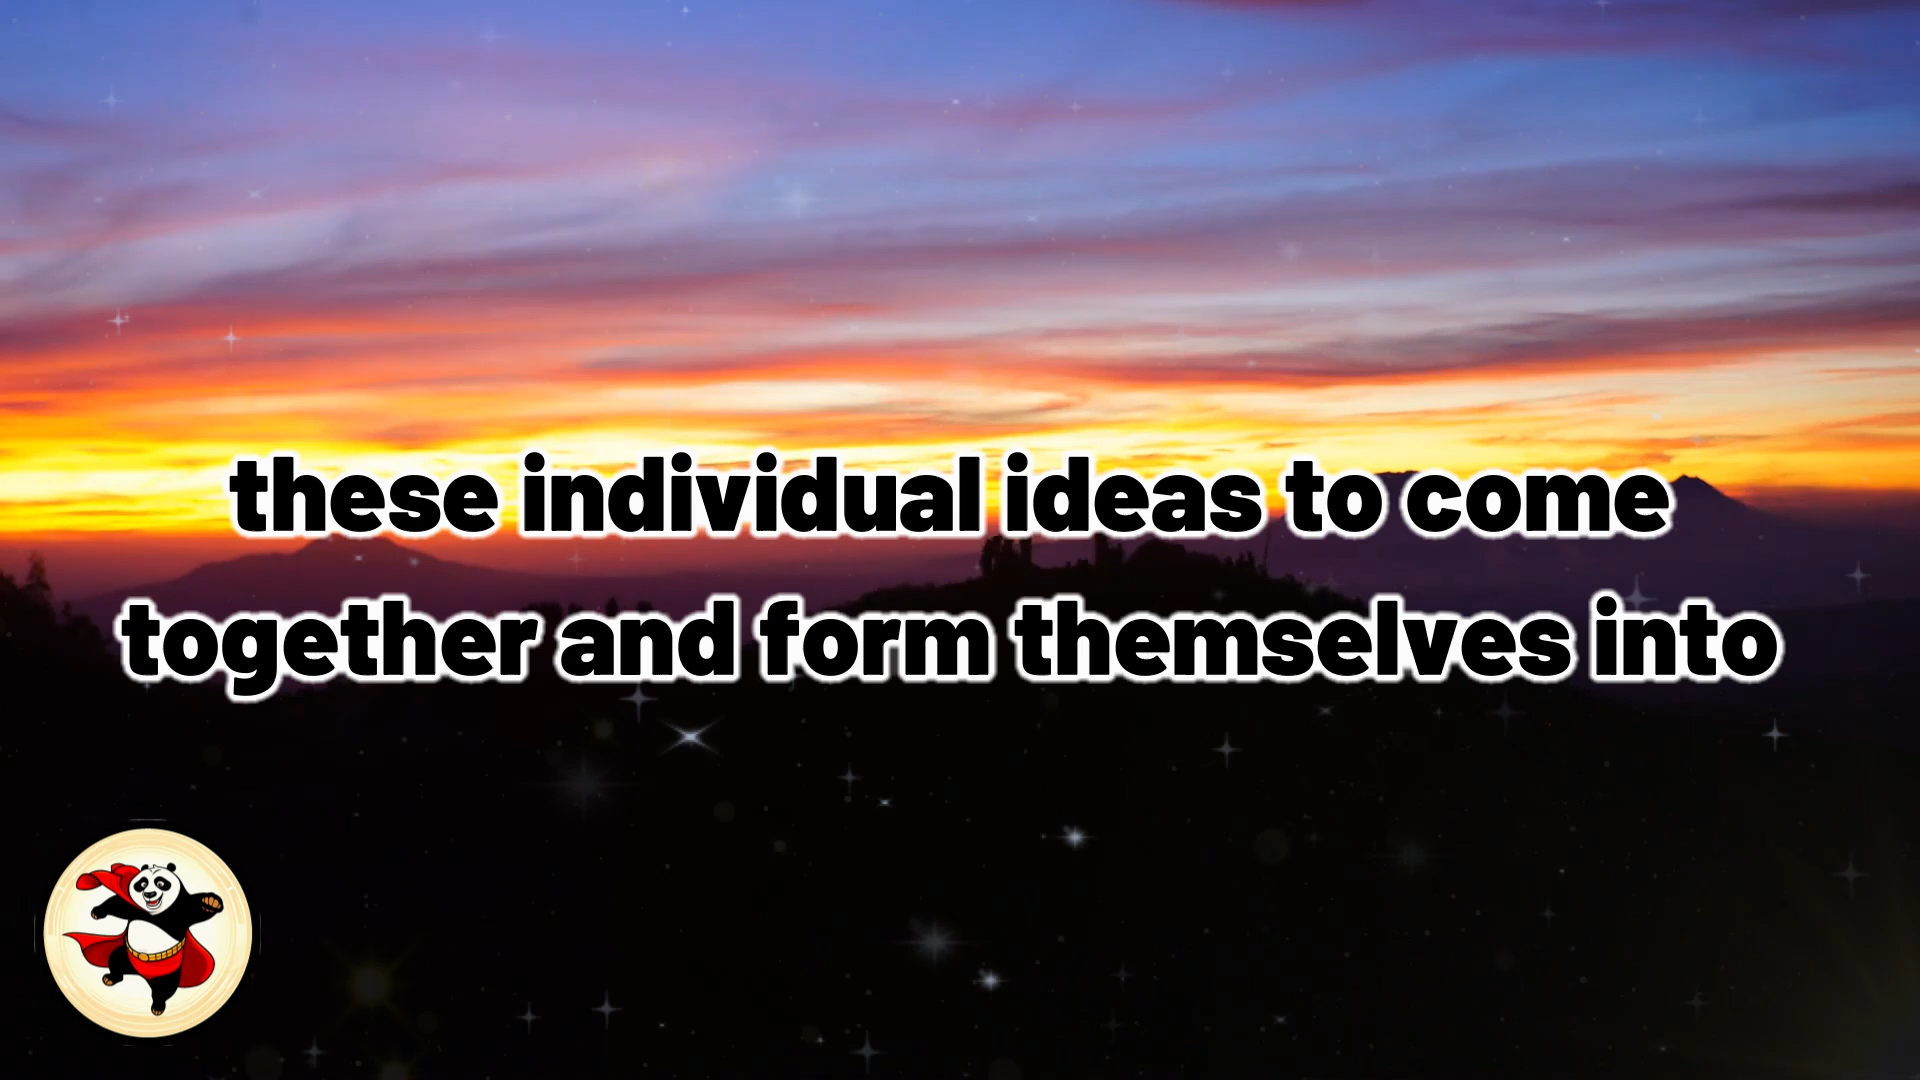 these individual ideas to come
together and form themselves into